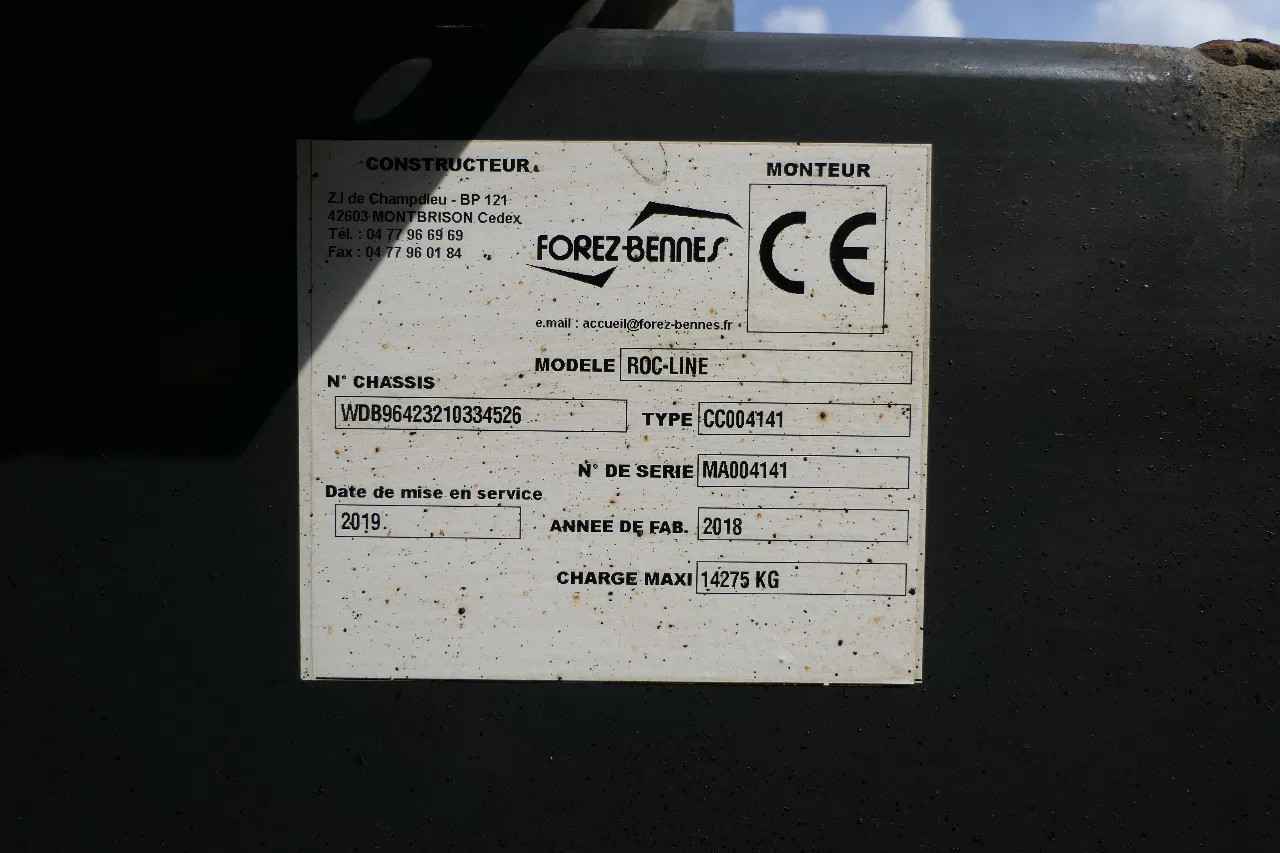 CONSTRUCTEUR
MONTEUR
Z.I de Champdieu - BP 121
42603 MONTBRISON Cedex
Tél. : 04 77 96 69 69
Fax : 04 77 96 01 84
FOREZ-BENNES
CE
e.mail : accueil@forez-bennes.fr
MODELE ROC-LINE
N° CHASSIS
WDB96423210334526
TYPE CC004141
N° DE SERIE MA004141
Date de mise en service
2019
ANNEE DE FAB. 2018
CHARGE MAXI 14275 KG